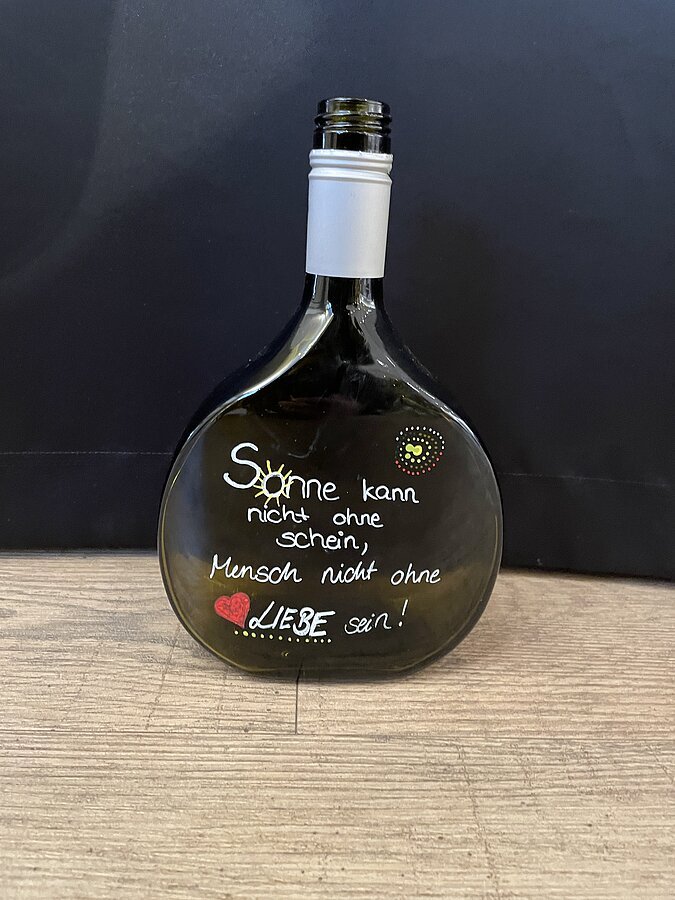 Sonne kann
nicht ohne
schein,
Mensch nicht ohne
LIEBE sein!